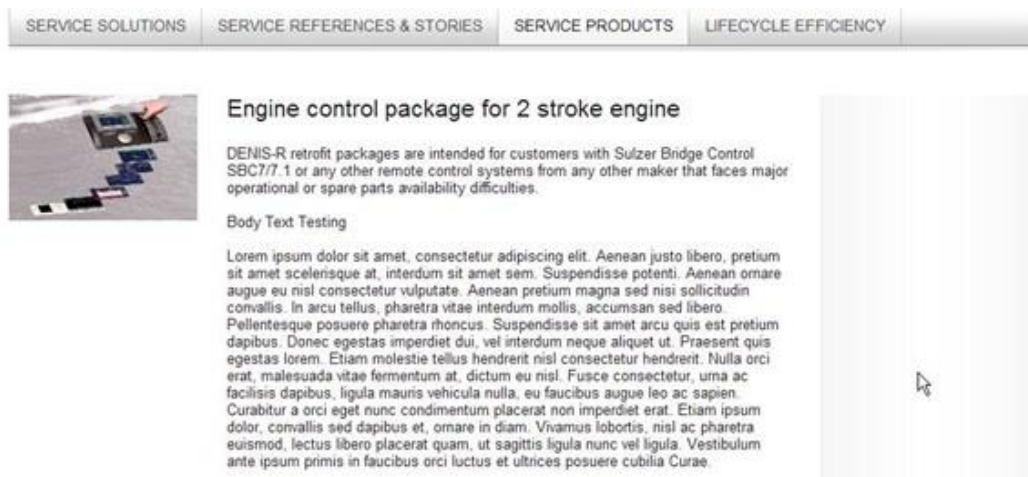 SERVICE SOLUTIONS
SERVICE REFERENCES & STORIES
SERVICE PRODUCTS
LIFECYCLE EFFICIENCY
Engine control package for 2 stroke engine
DENIS-R retrofit packages are intended for customers with Sulzer Bridge Control
SBC7/7.1 or any other remote control systems from any other maker that faces major
operational or spare parts availability difficulties.
Body Text Testing
Lorem ipsum dolor sit amet, consectetur adipiscing elit. Aenean justo libero, pretium
sit amet scelerisque at, interdum sit amet sem. Suspendisse potenti. Aenean ornare
augue eu nisl consectetur vulputate. Aenean pretium magna sed nisi sollicitudin
convallis. In arcu tellus, pharetra vitae interdum mollis, accumsan sed libero.
Pellentesque posuere pharetra rhoncus. Suspendisse sit amet arcu quis est pretium
dapibus. Donec egestas imperdiet dui, vel interdum neque aliquet ut. Praesent quis
egestas lorem. Etiam molestie tellus hendrerit nisl consectetur hendrerit. Nulla orci
erat, malesuada vitae fermentum at, dictum eu nisl. Fusce consectetur, urna ac
facilisis dapibus, ligula mauris vehicula nulla, eu faucibus augue leo ac sapien.
Curabitur a orci eget nunc condimentum placerat non imperdiet erat. Etiam ipsum
dolor, convallis sed dapibus et, ornare in diam. Vivamus lobortis, nisl ac pharetra
euismod, lectus libero placerat quam, ut sagittis ligula nunc vel ligula. Vestibulum
ante ipsum primis in faucibus orci luctus et ultrices posuere cubilia Curae.